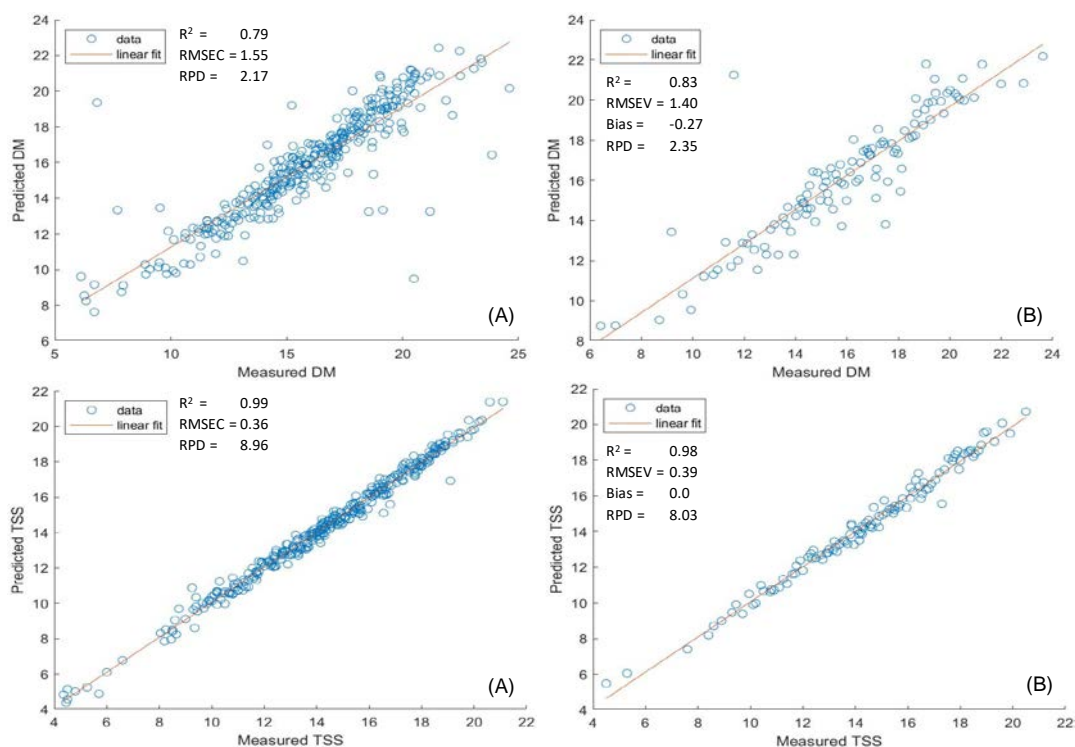 24
22
20
18
16
14
12
10
8
6
5
10
15
20
25
Predicted DM
Measured DM
data
linear fit
R² = 0.79
RMSEC = 1.55
RPD = 2.17
(A)
24
22
20
18
16
14
12
10
8
6
6
8
10
12
14
16
18
20
22
24
Predicted DM
Measured DM
data
linear fit
R² = 0.83
RMSEV = 1.40
Bias = -0.27
RPD = 2.35
(B)
22
20
18
16
14
12
10
8
6
4
4
6
8
10
12
14
16
18
20
22
Predicted TSS
Measured TSS
data
linear fit
R² = 0.99
RMSEC = 0.36
RPD = 8.96
(A)
22
20
18
16
14
12
10
8
6
4
4
6
8
10
12
14
16
18
20
22
Predicted TSS
Measured TSS
data
linear fit
R² = 0.98
RMSEV = 0.39
Bias = 0.0
RPD = 8.03
(B)